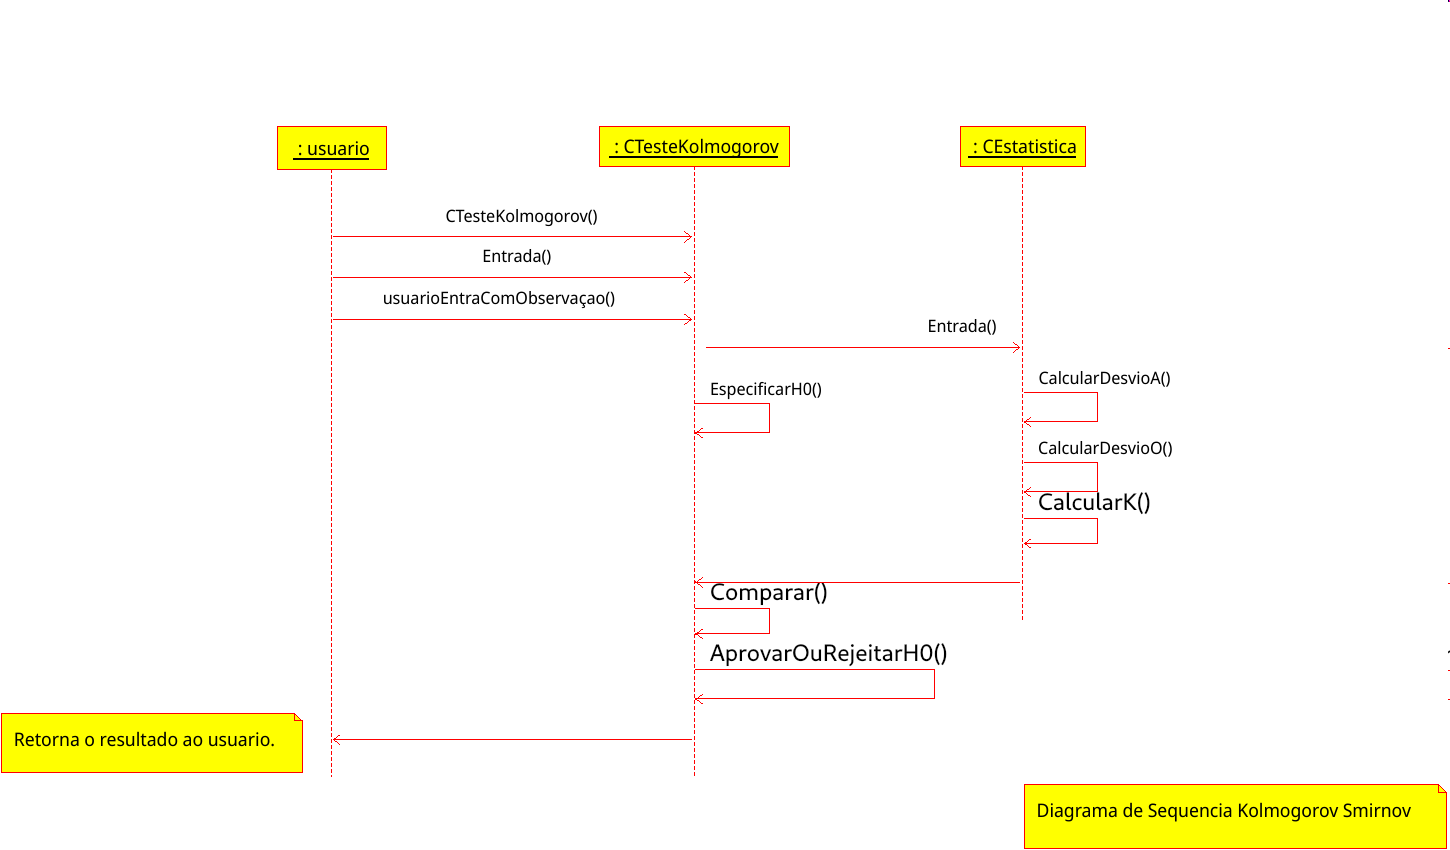 : usuario
: CTesteKolmogorov
: CEstatistica
CTesteKolmogorov()
Entrada()
usuarioEntraComObservaçao()
Entrada()
CalcularDesvioA()
EspecificarH0()
CalcularDesvioO()
CalcularK()
Comparar()
AprovarOuRejeitarH0()
Retorna o resultado ao usuario.
Diagrama de Sequencia Kolmogorov Smirnov